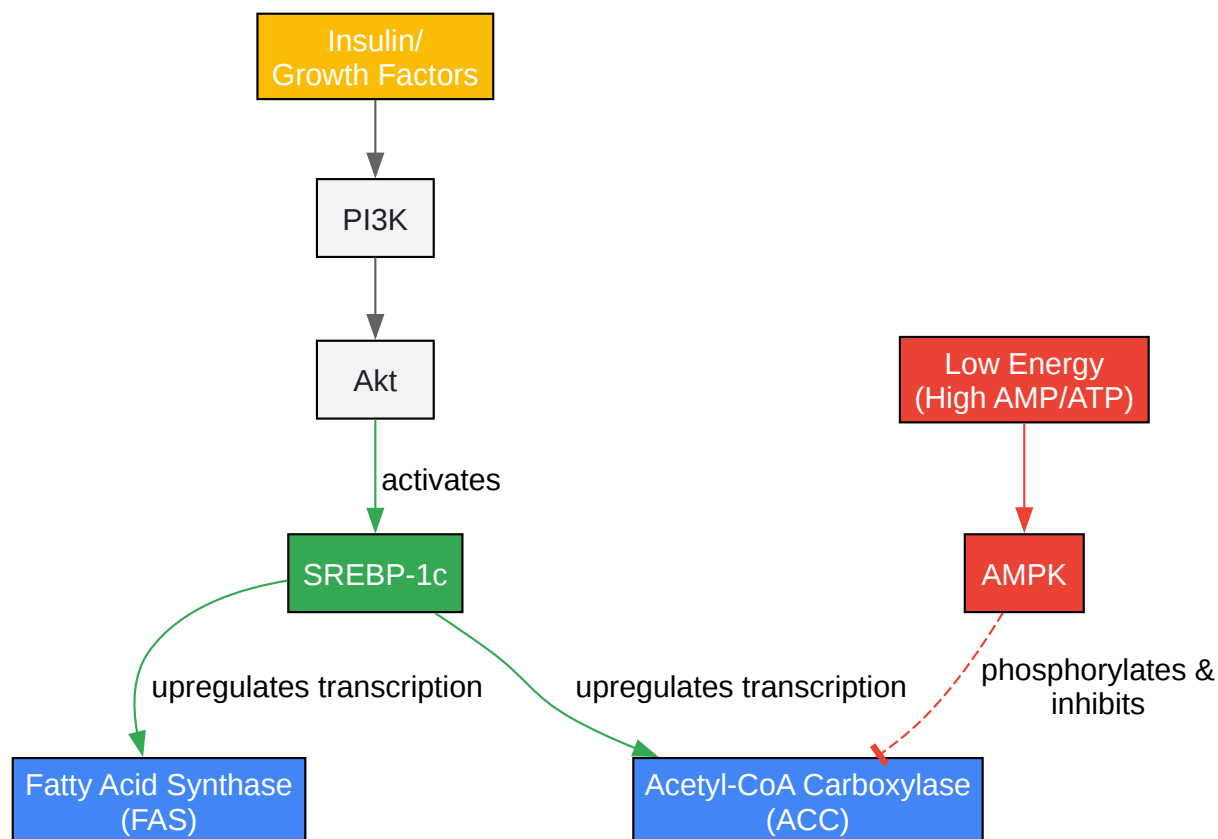 Insulin/
Growth Factors
PI3K
Akt
Low Energy
(High AMP/ATP)
activates
SREBP-1c
AMPK
upregulates transcription
upregulates transcription
phosphorylates &
inhibits
Fatty Acid Synthase
(FAS)
Acetyl-CoA Carboxylase
(ACC)